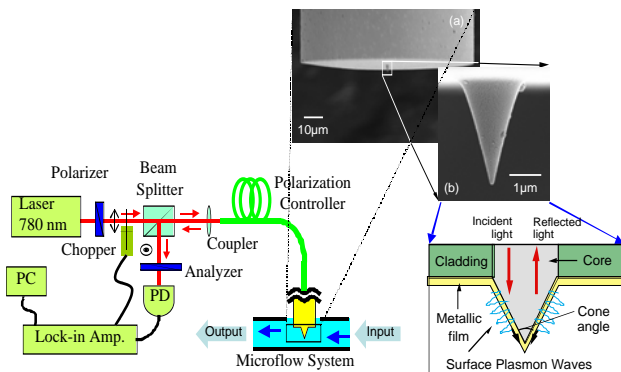 (a)
10μm
(b)
1μm
Polarizer
Beam
Splitter
Polarization
Controller
Laser
780 nm
Chopper
Coupler
Analyzer
PC
PD
Lock-in Amp.
Output
Input
Microflow System
Incident
light
Reflected
light
Cladding
Core
Metallic
film
Cone
angle
Surface Plasmon Waves